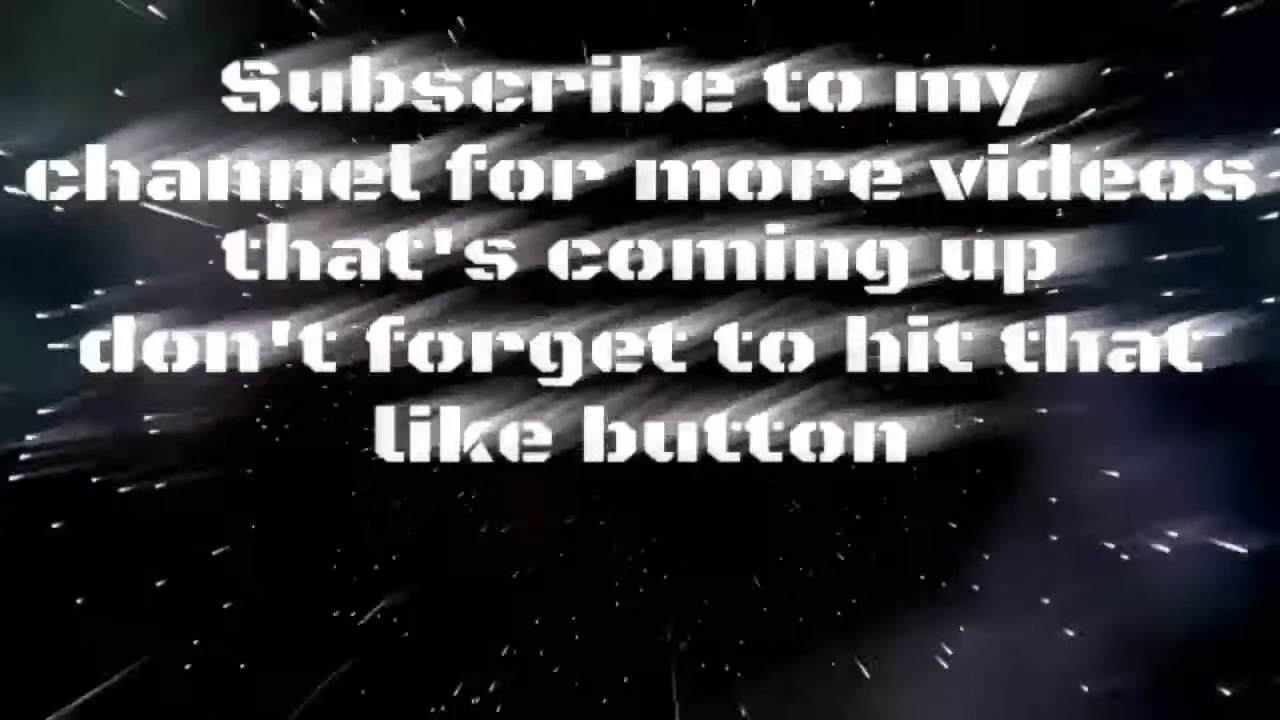 Subscribe to my
channel for more videos
that's coming up
don't forget to hit that
like button